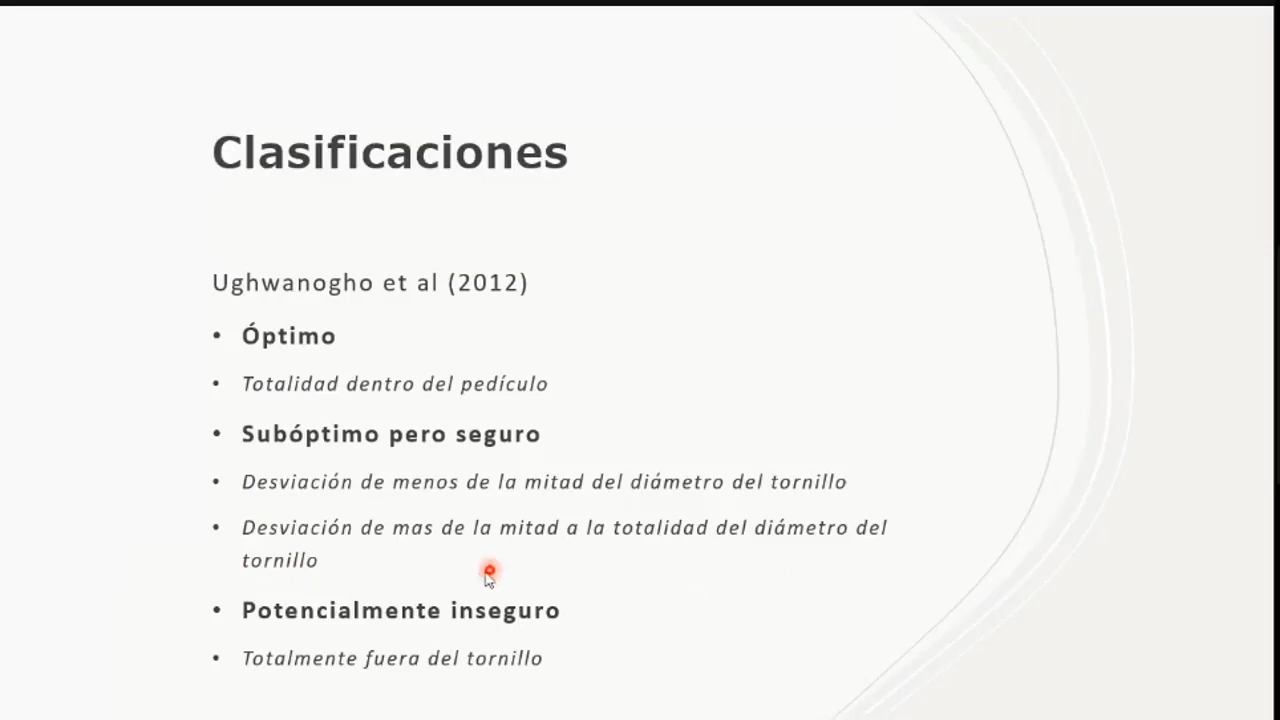 Clasificaciones
Ughwanogho et al (2012)
• Óptimo
• Totalidad dentro del pedículo
• Subóptimo pero seguro
• Desviación de menos de la mitad del diámetro del tornillo
• Desviación de mas de la mitad a la totalidad del diámetro del
tornillo
• Potencialmente inseguro
• Totalmente fuera del tornillo